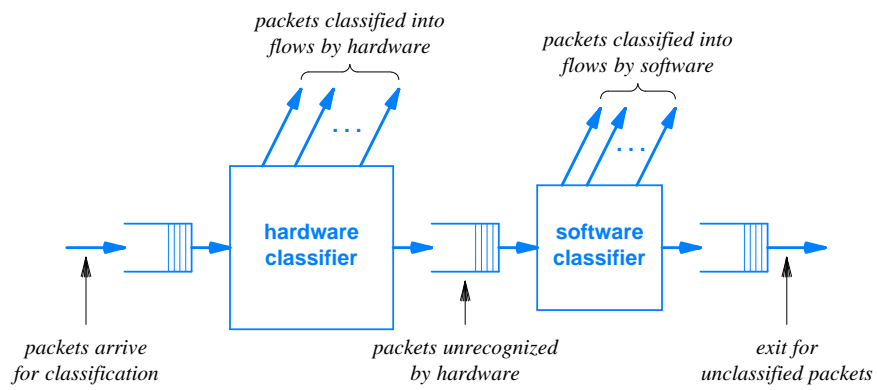 packets classified into
flows by hardware
packets classified into
flows by software
. . .
. . .
hardware
classifier
software
classifier
packets arrive
for classification
packets unrecognized
by hardware
exit for
unclassified packets